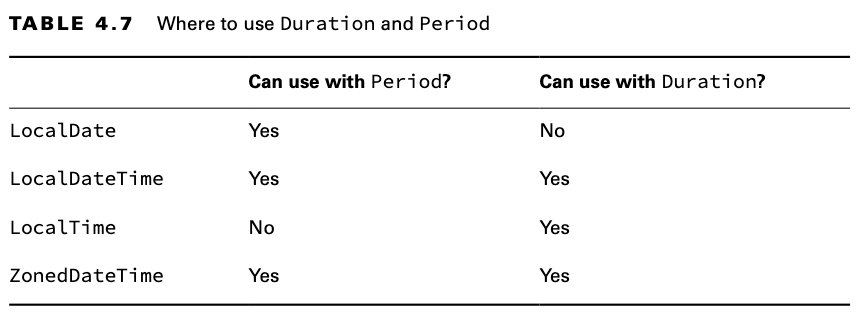 TABLE 4.7 Where to use Duration and Period
Can use with Period? Can use with Duration?
LocalDate Yes No
LocalDateTime Yes Yes
LocalTime No Yes
ZonedDateTime Yes Yes